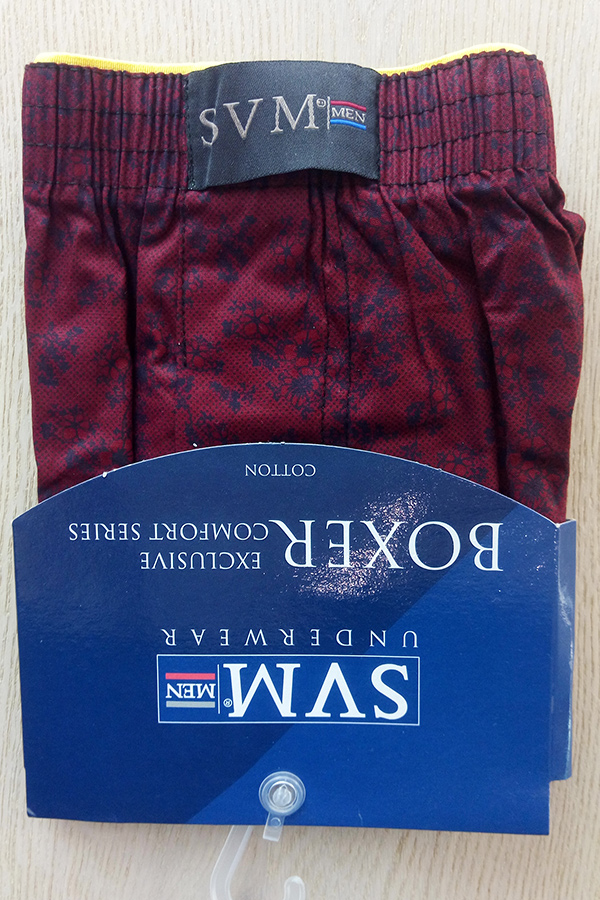 SVM® MEN
SVM® MEN
UNDERWEAR
BOXER EXCLUSIVE
COMFORT SERIES
COTTON